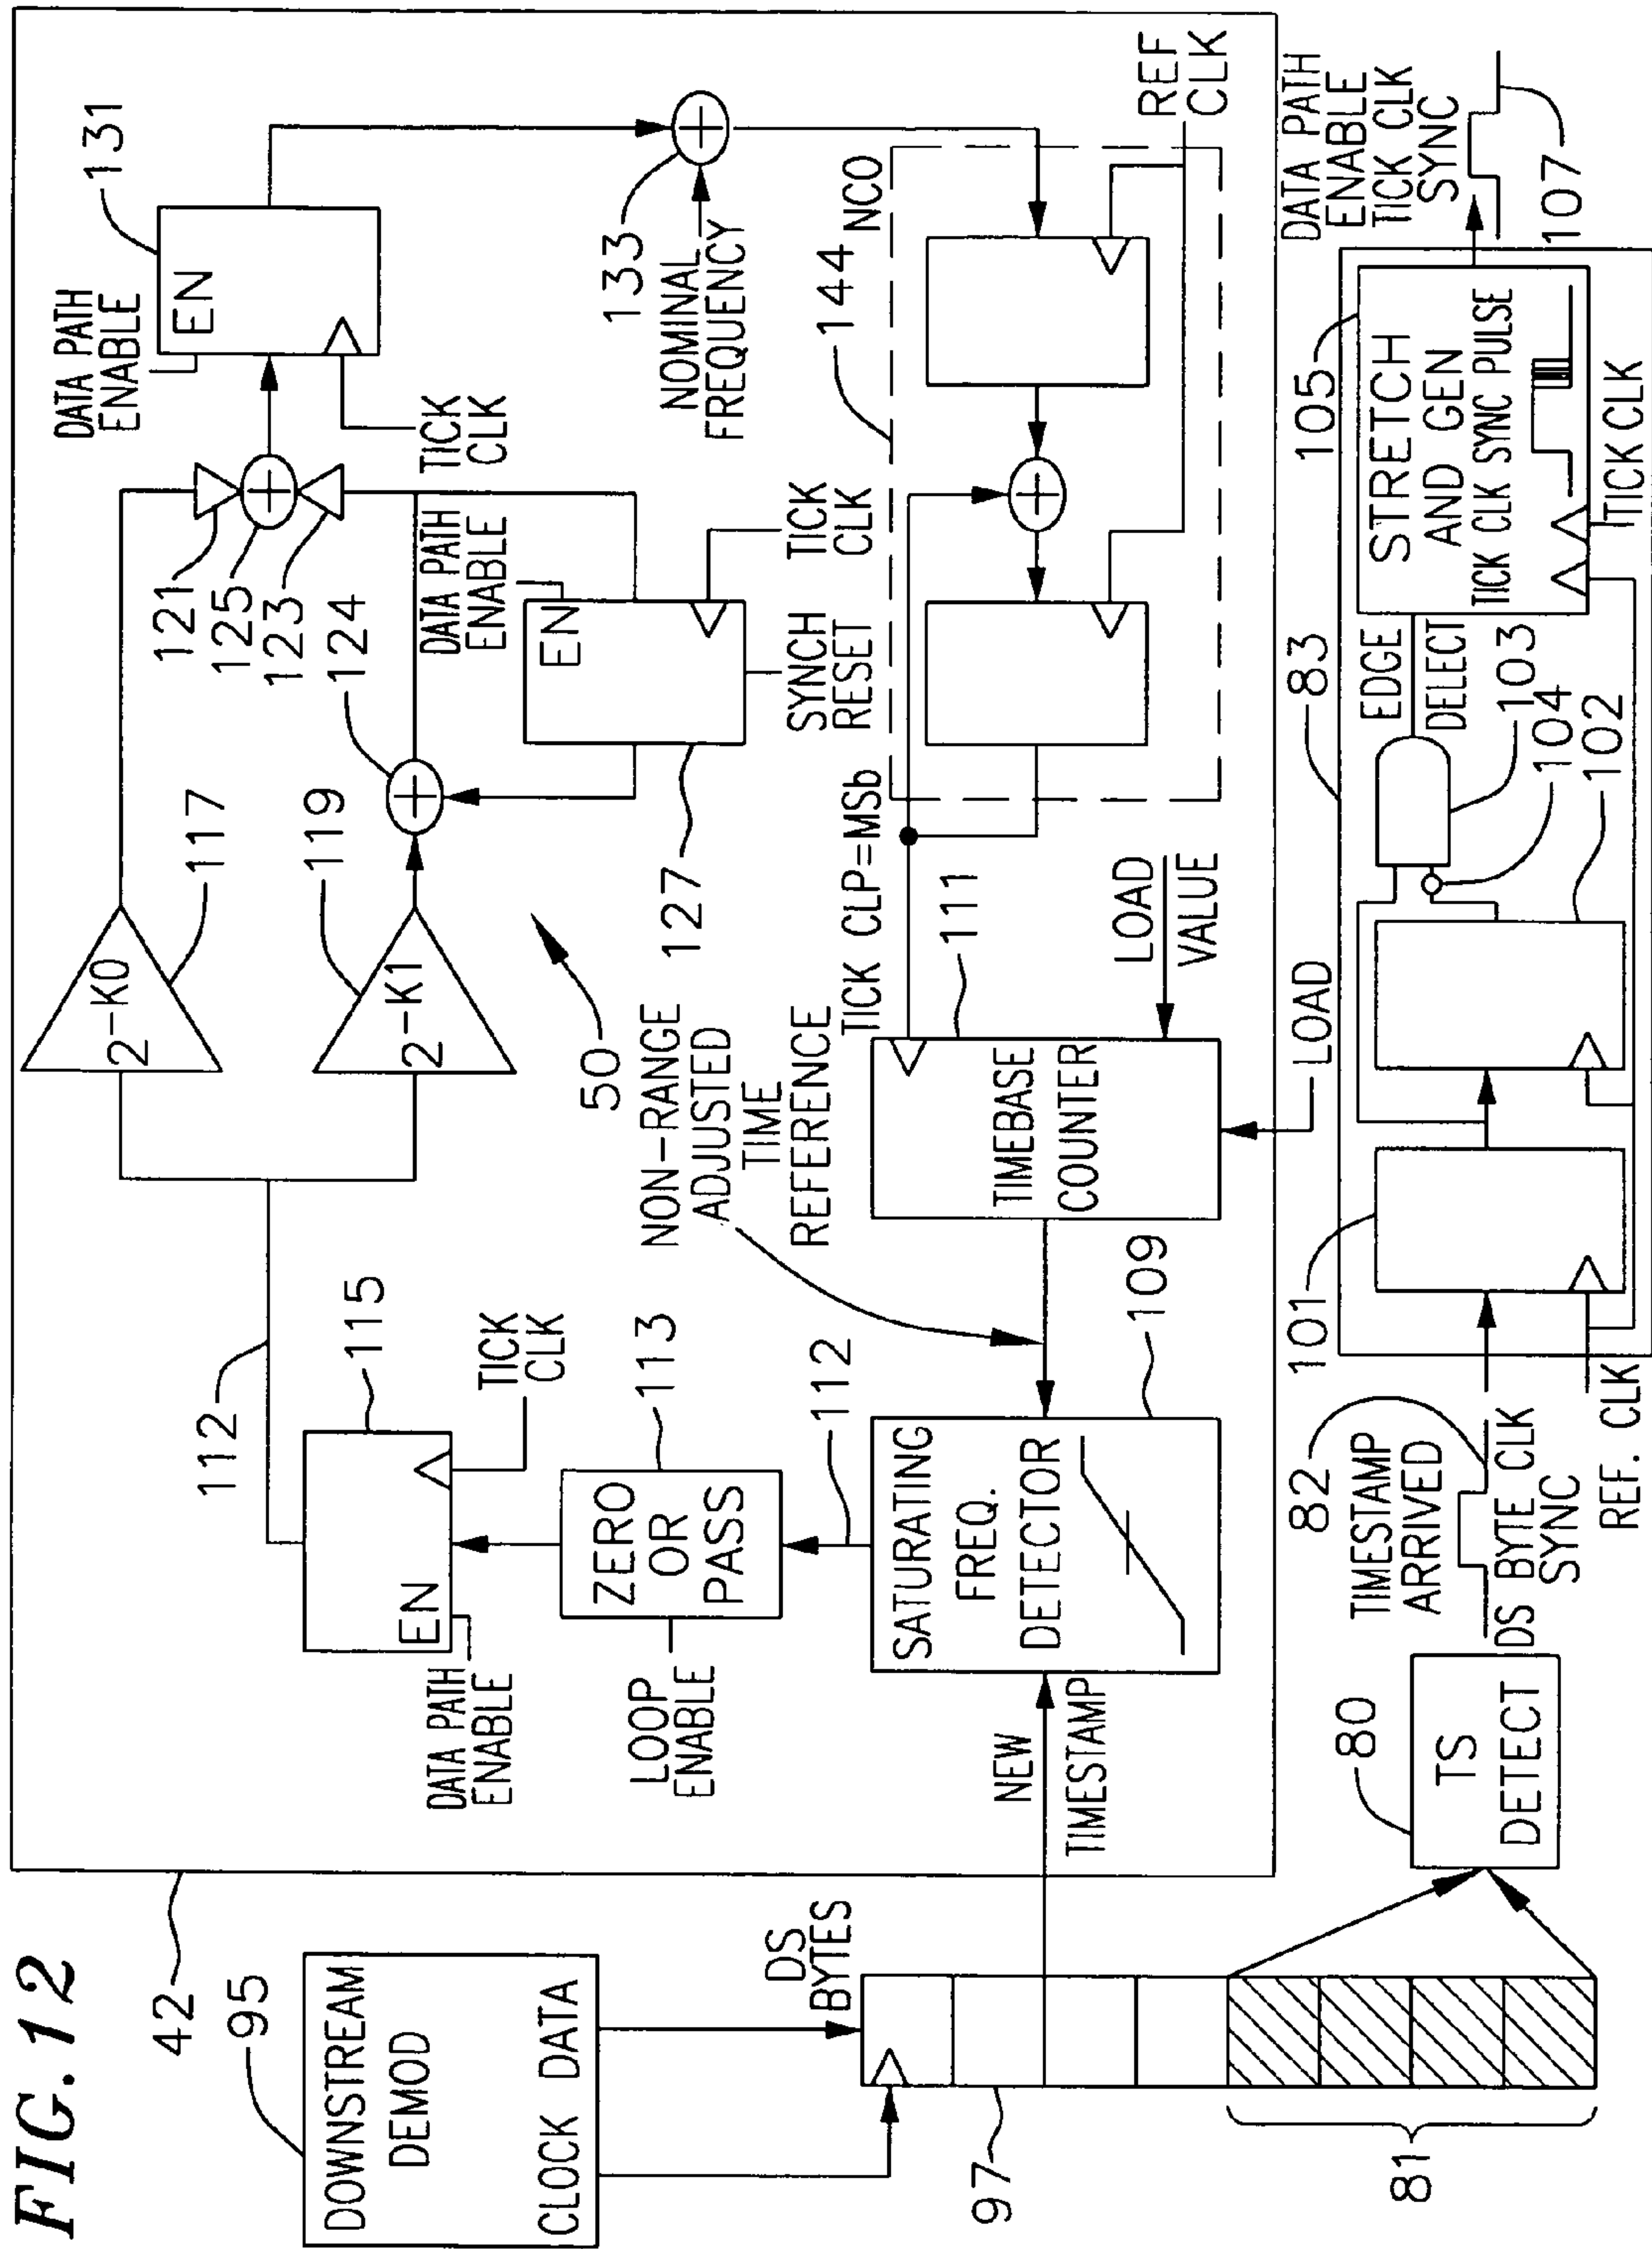 FIG.12
42
95
DOWNSTREAM
DEMOD
CLOCK DATA
DS
BYTES
97
81
112
115
EN
DATA PATH
ENABLE
TICK
CLK
113
ZERO
OR
PASS
LOOP
ENABLE
112
SATURATING
FREQ.
DETECTOR
109
NEW
TIMESTAMP
NON-RANGE
ADJUSTED
TIME
REFERENCE
50
2-K0
117
2-K1
119
121
125
123
124
DATA PATH
ENABLE
EN
131
TICK
CLK
DATA PATH
ENABLE
EN
TICK
CLK
SYNCH
RESET
127
133
NOMINAL
FREQUENCY
144
NCO
REF
CLK
TICK CLP=MSb
111
TIMEBASE
COUNTER
LOAD
VALUE
LOAD
80
TS
DETECT
82
TIMESTAMP
ARRIVED
DS BYTE CLK
SYNC
REF. CLK
101
83
102
104
103
EDGE
DELECT
105
STRETCH
AND GEN
TICK CLK SYNC PULSE
TICK CLK
DATA PATH
ENABLE
TICK CLK
SYNC
107